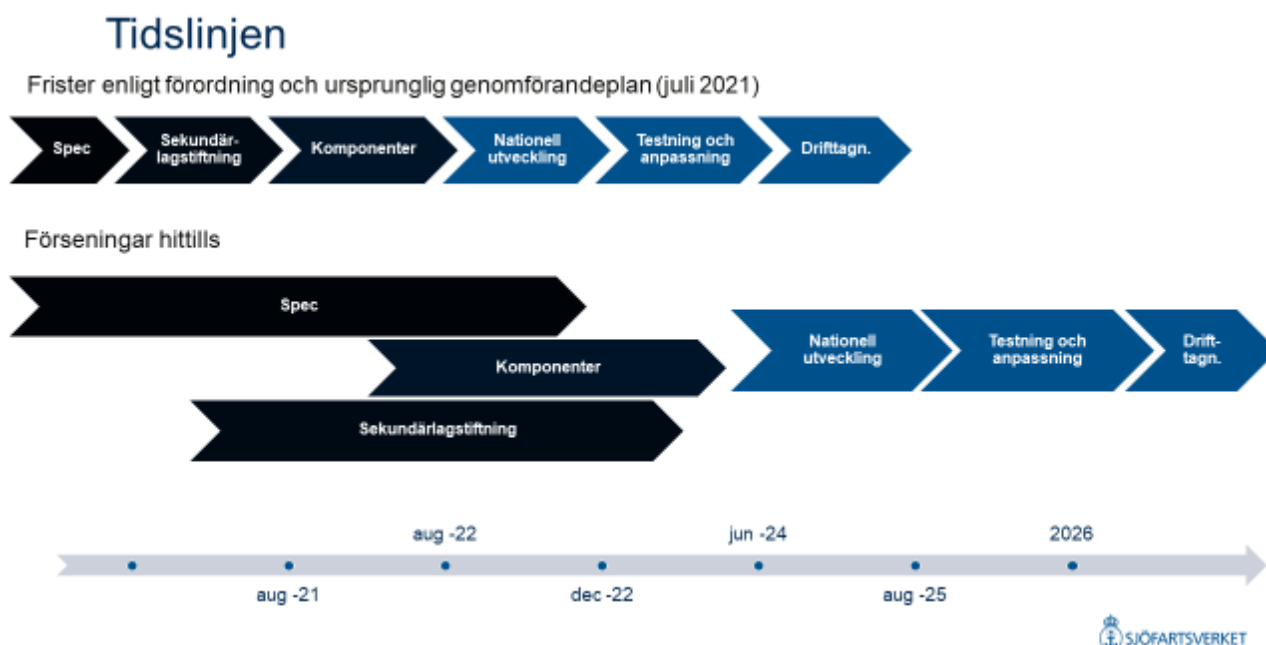 Tidslinjen
Frister enligt förordning och ursprunglig genomförandeplan (juli 2021)
Spec
Sekundär-
lagstiftning
Komponenter
Nationell
utveckling
Testning och
anpassning
Drifttagn.
Förseningar hittills
Spec
Komponenter
Sekundärlagstiftning
Nationell
utveckling
Testning och
anpassning
Drift-
tagn.
aug -22
jun -24
2026
aug -21
dec -22
aug -25
SJÖFARTSVERKET